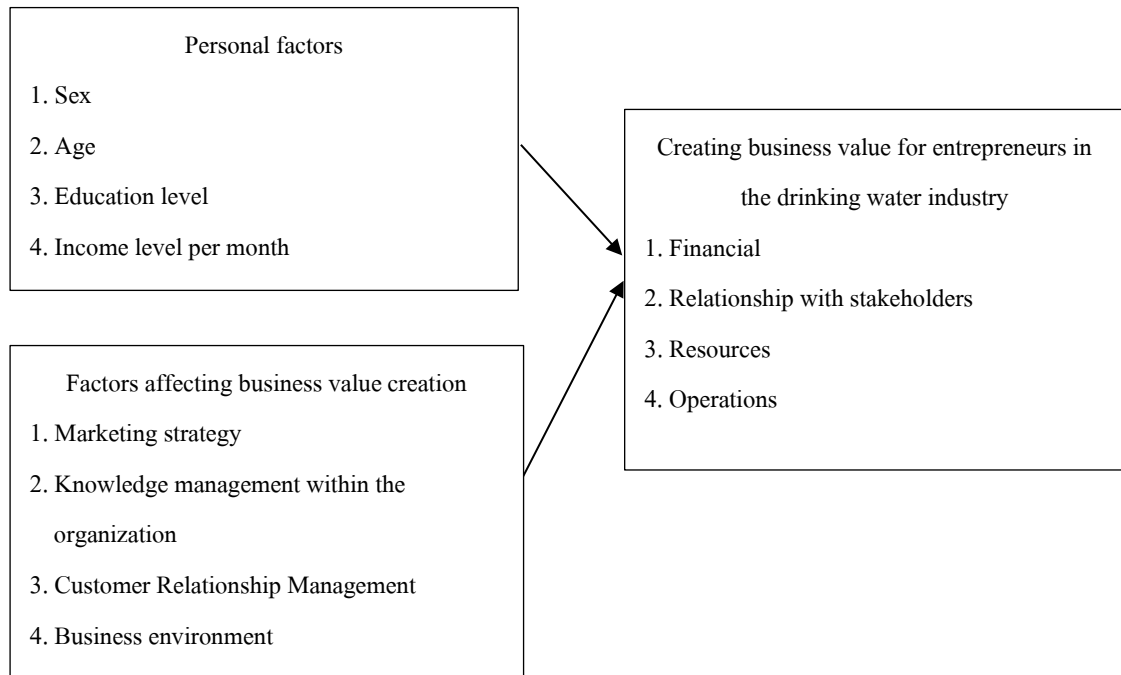 Personal factors
1. Sex
2. Age
3. Education level
4. Income level per month
Factors affecting business value creation
1. Marketing strategy
2. Knowledge management within the
organization
3. Customer Relationship Management
4. Business environment
Creating business value for entrepreneurs in
the drinking water industry
1. Financial
2. Relationship with stakeholders
3. Resources
4. Operations